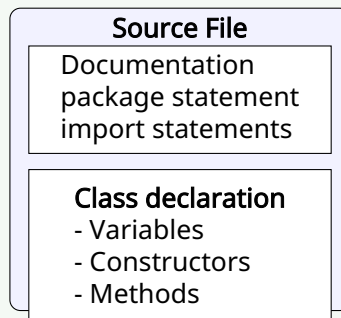 Source File
Documentation
package statement
import statements
Class declaration
- Variables
- Constructors
- Methods